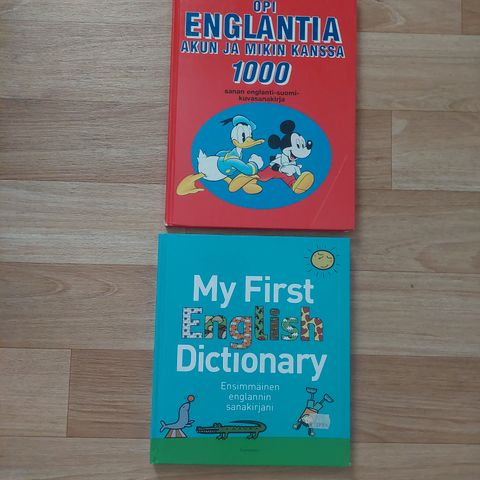 OPI
ENGLANTIA
AKUN JA MIKIN KANSSA
1000
sanan englanti-suomi-
kuvasanakirja
My First
English
Dictionary
Ensimmäinen
englannin
sanakirjani